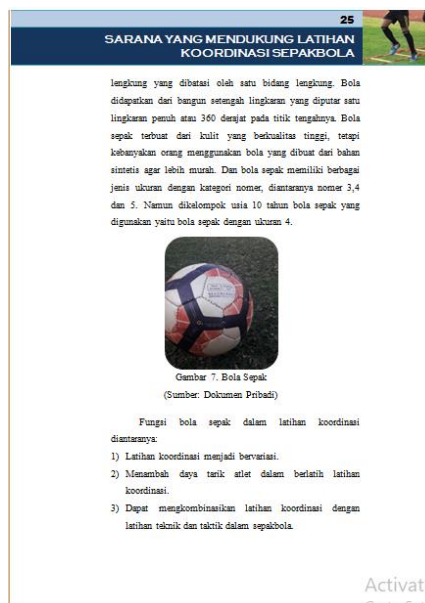 25
SARANA YANG MENDUKUNG LATIHAN
KOORDINASI SEPAKBOLA
lengkung yang dibatasi oleh satu bidang lengkung. Bola
didapatkan dari bangun setengah lingkaran yang diputar satu
lingkaran penuh atau 360 derajat pada titik tengahnya. Bola
sepak terbuat dari kulit yang berkualitas tinggi, tetapi
kebanyakan orang menggunakan bola yang dibuat dari bahan
sintetis agar lebih murah. Dan bola sepak memiliki berbagai
jenis ukuran dengan kategori nomer, diantaranya nomer 3,4
dan 5. Namun dikelompok usia 10 tahun bola sepak yang
digunakan yaitu bola sepak dengan ukuran 4.
Gambar 7. Bola Sepak
(Sumber: Dokumen Pribadi)
Fungsi bola sepak dalam latihan koordinasi
diantaranya:
1) Latihan koordinasi menjadi bervariasi.
2) Menambah daya tarik atlet dalam berlatih latihan
koordinasi.
3) Dapat mengkombinasikan latihan koordinasi dengan
latihan teknik dan taktik dalam sepakbola.
Activat